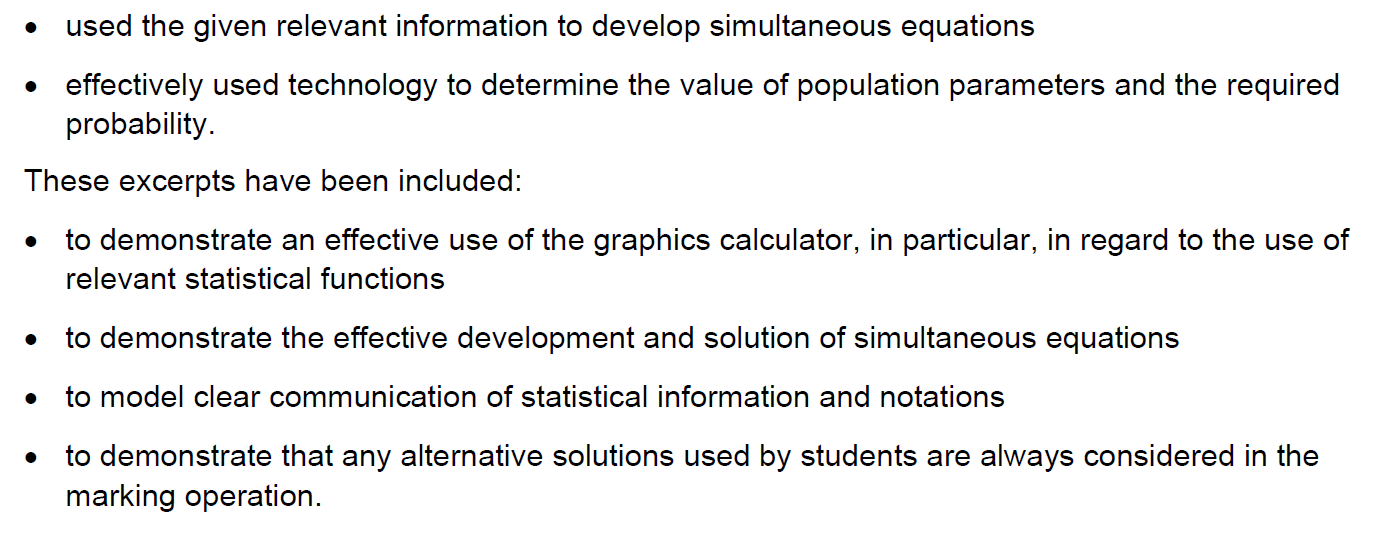 • used the given relevant information to develop simultaneous equations
• effectively used technology to determine the value of population parameters and the required
probability.
These excerpts have been included:
• to demonstrate an effective use of the graphics calculator, in particular, in regard to the use of
relevant statistical functions
• to demonstrate the effective development and solution of simultaneous equations
• to model clear communication of statistical information and notations
• to demonstrate that any alternative solutions used by students are always considered in the
marking operation.